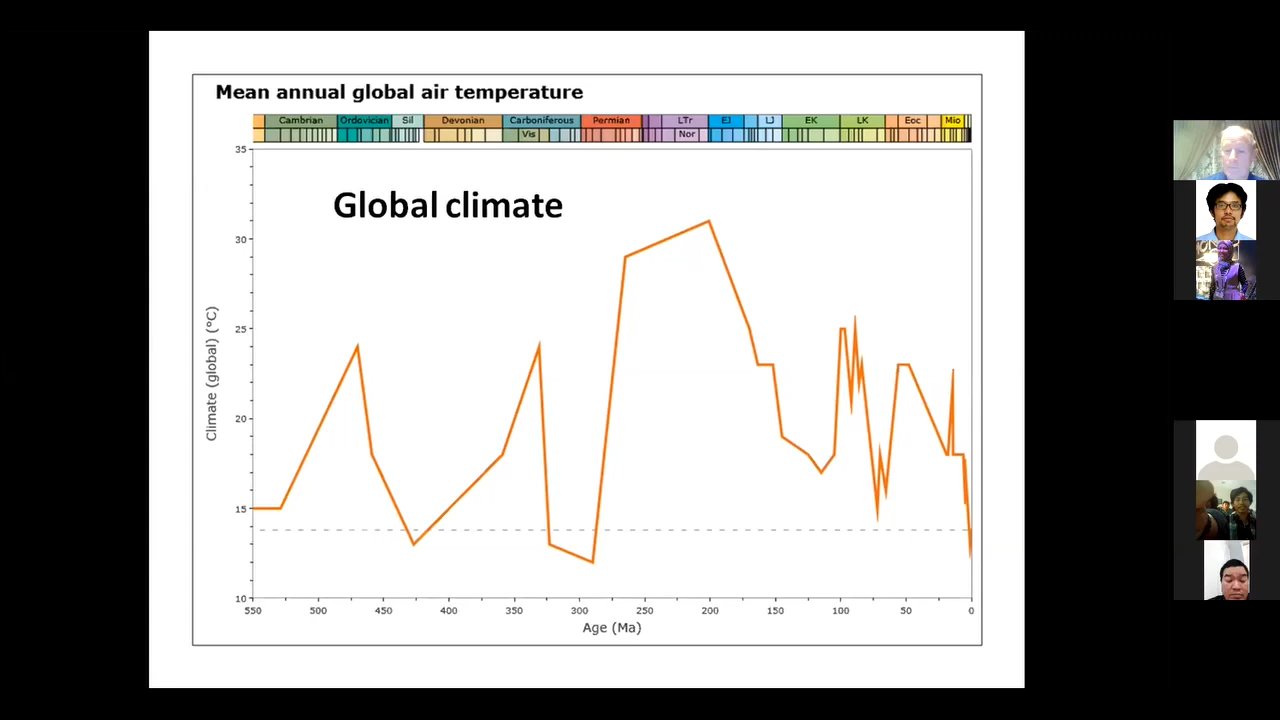 Mean annual global air temperature
Cambrian Ordovician Sil Devonian Carboniferous Permian LTr EJ LJ EK LK Eoc Mio
Vis Nor
Global climate
Climate (global) (°C)
35
30
25
20
15
10
550 500 450 400 350 300 250 200 150 100 50 0
Age (Ma)